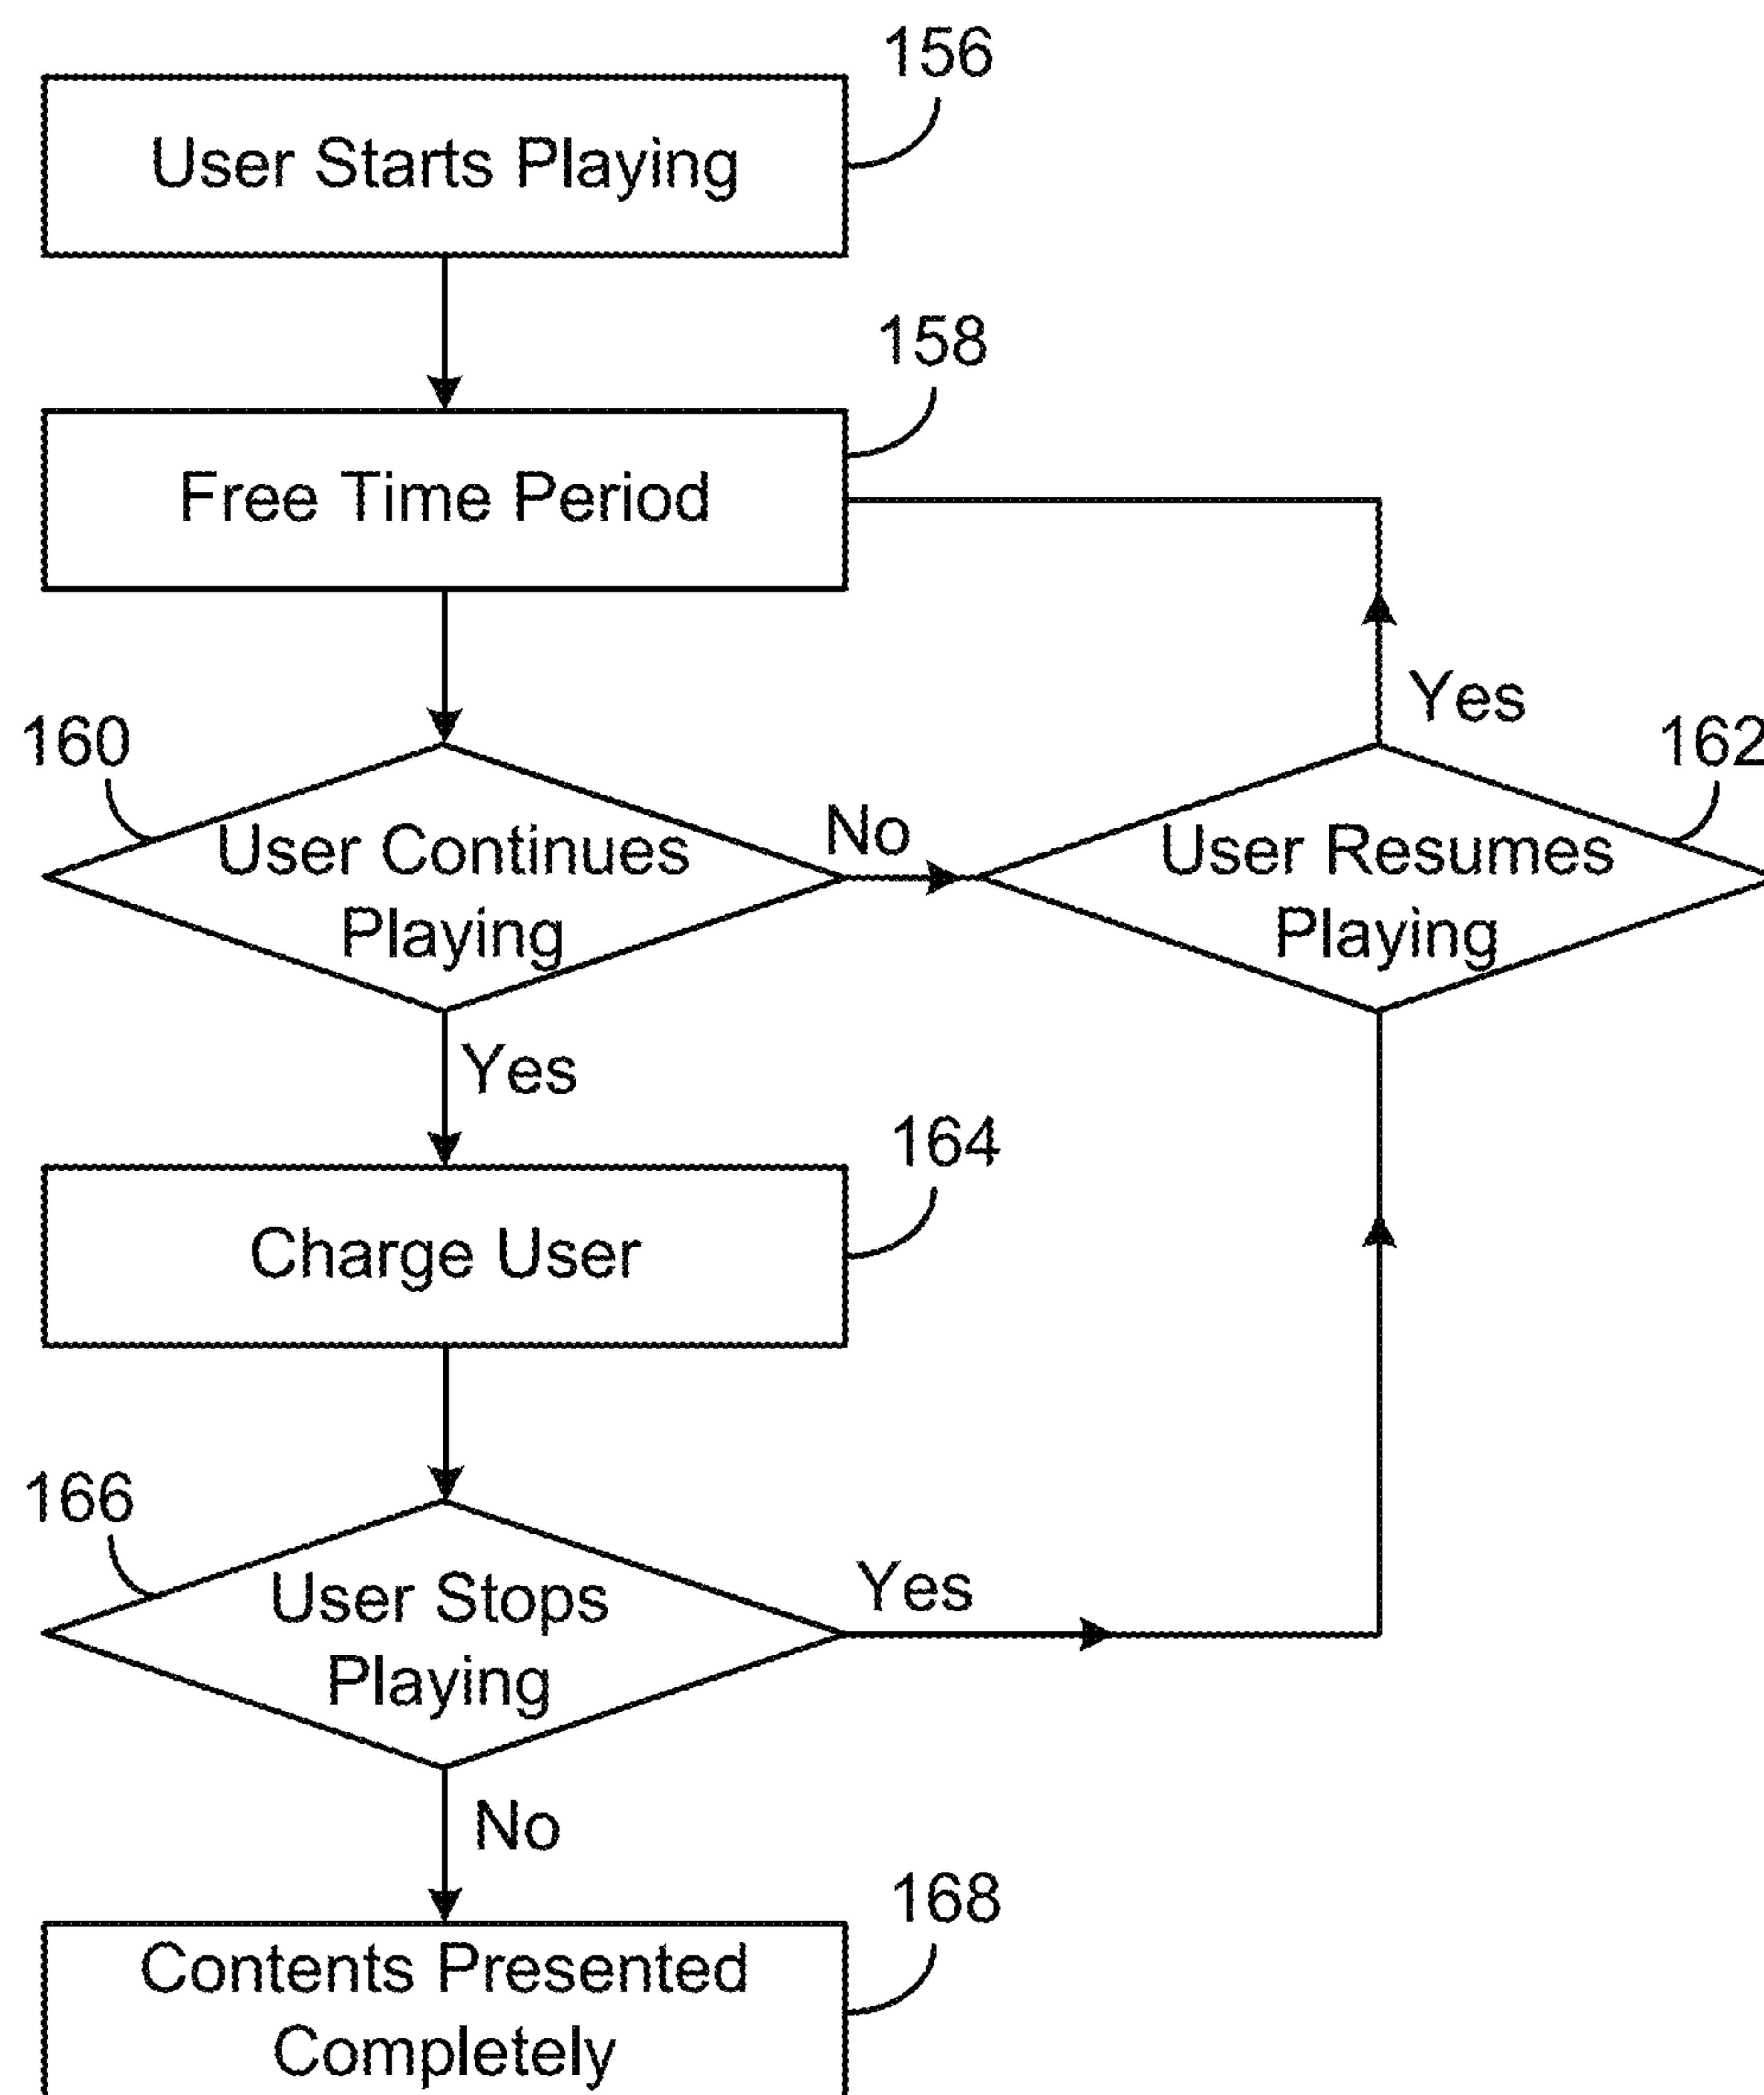 156
User Starts Playing
158
Free Time Period
Yes
160
162
User Continues
Playing
No
User Resumes
Playing
Yes
164
Charge User
166
User Stops
Playing
Yes
No
168
Contents Presented
Completely